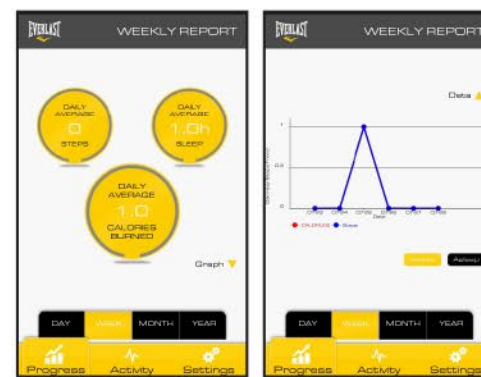 EVERLAST
WEEKLY REPORT
DAILY
AVERAGE
0
STEPS
DAILY
AVERAGE
1.0h
SLEEP
DAILY
AVERAGE
1.0
CALORIES
BURNED
Graph
DAY WEEK MONTH YEAR
Progress Activity Settings
EVERLAST
WEEKLY REPORT
Data
1
0.5
0
Date
CALORIES Steps
Asleep
DAY WEEK MONTH YEAR
Progress Activity Settings